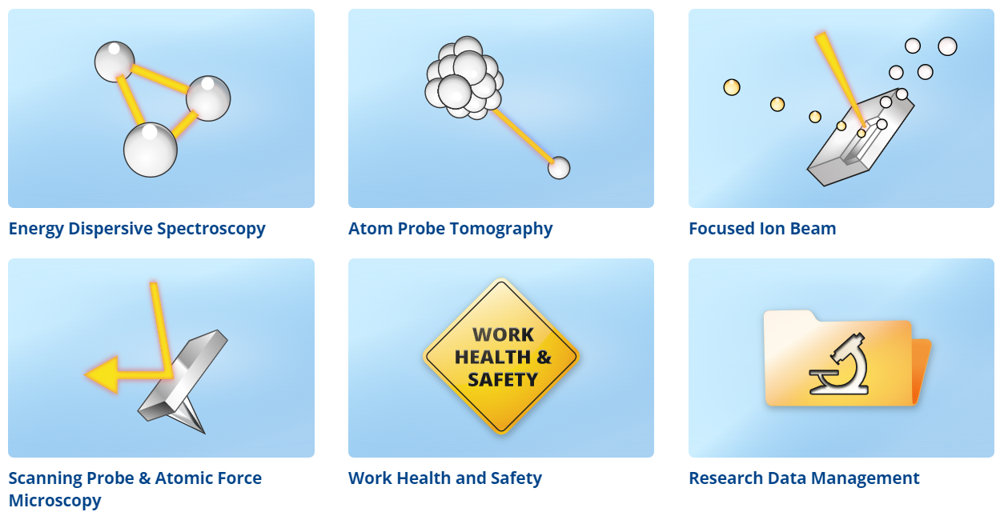 Energy Dispersive Spectroscopy
Atom Probe Tomography
Focused Ion Beam
WORK
HEALTH &
SAFETY
Scanning Probe & Atomic Force
Microscopy
Work Health and Safety
Research Data Management